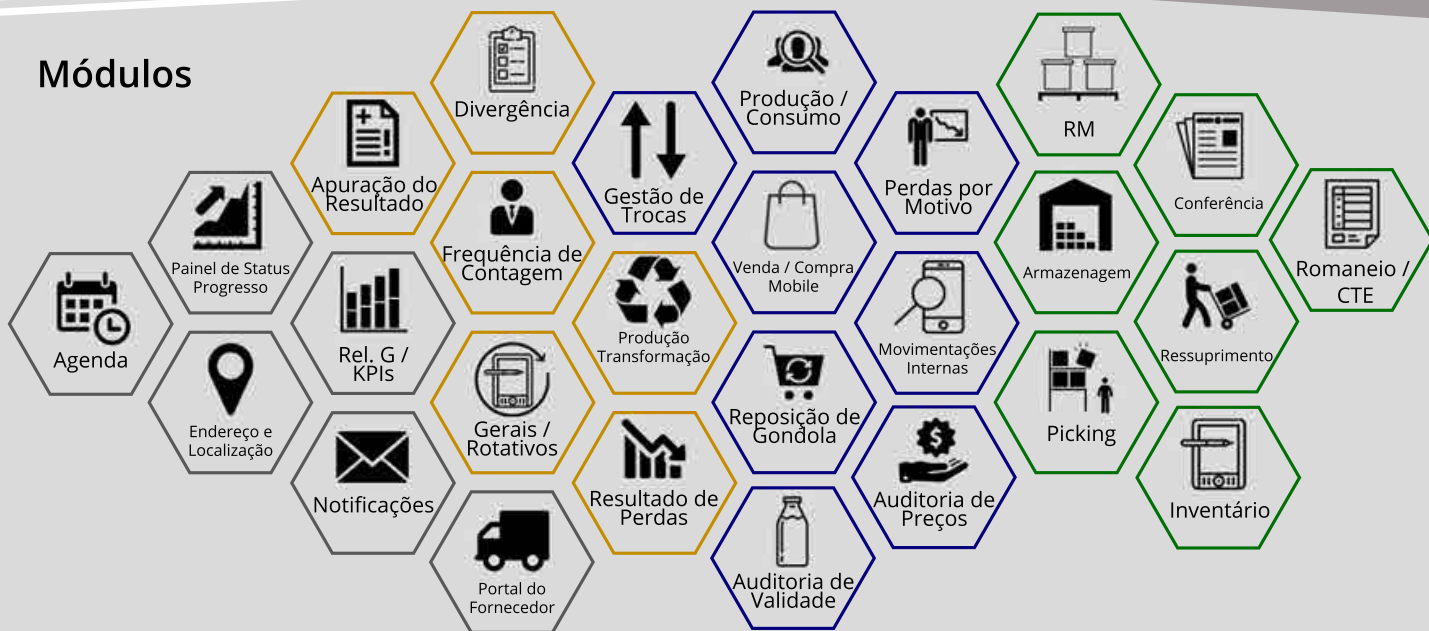 Módulos
Agenda
Painel de Status
Progresso
Endereço e
Localização
Apuração do
Resultado
Rel. G /
KPIs
Notificações
Divergência
Frequência de
Contagem
Gerais /
Rotativos
Portal do
Fornecedor
Gestão de
Trocas
Produção
Transformação
Resultado de
Perdas
Produção /
Consumo
Venda / Compra
Mobile
Reposição de
Gondola
Auditoria de
Validade
Perdas por
Motivo
Movimentações
Internas
Auditoria de
Preços
RM
Armazenagem
Picking
Conferência
Ressuprimento
Inventário
Romaneio /
CTE